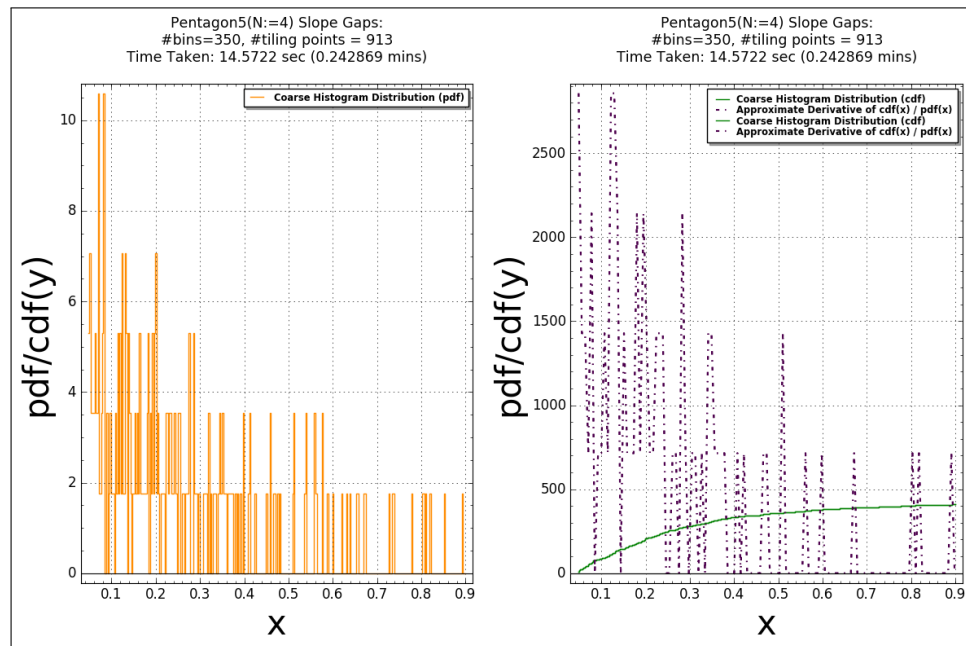 Pentagon5(N:=4) Slope Gaps:
#bins=350, #tiling points = 913
Time Taken: 14.5722 sec (0.242869 mins)
Coarse Histogram Distribution (pdf)
pdf/cdf(y)
10
8
6
4
2
0
0.1 0.2 0.3 0.4 0.5 0.6 0.7 0.8 0.9
x
Pentagon5(N:=4) Slope Gaps:
#bins=350, #tiling points = 913
Time Taken: 14.5722 sec (0.242869 mins)
Coarse Histogram Distribution (cdf)
Approximate Derivative of cdf(x) / pdf(x)
Coarse Histogram Distribution (cdf)
Approximate Derivative of cdf(x) / pdf(x)
pdf/cdf(y)
2500
2000
1500
1000
500
0
0.1 0.2 0.3 0.4 0.5 0.6 0.7 0.8 0.9
x